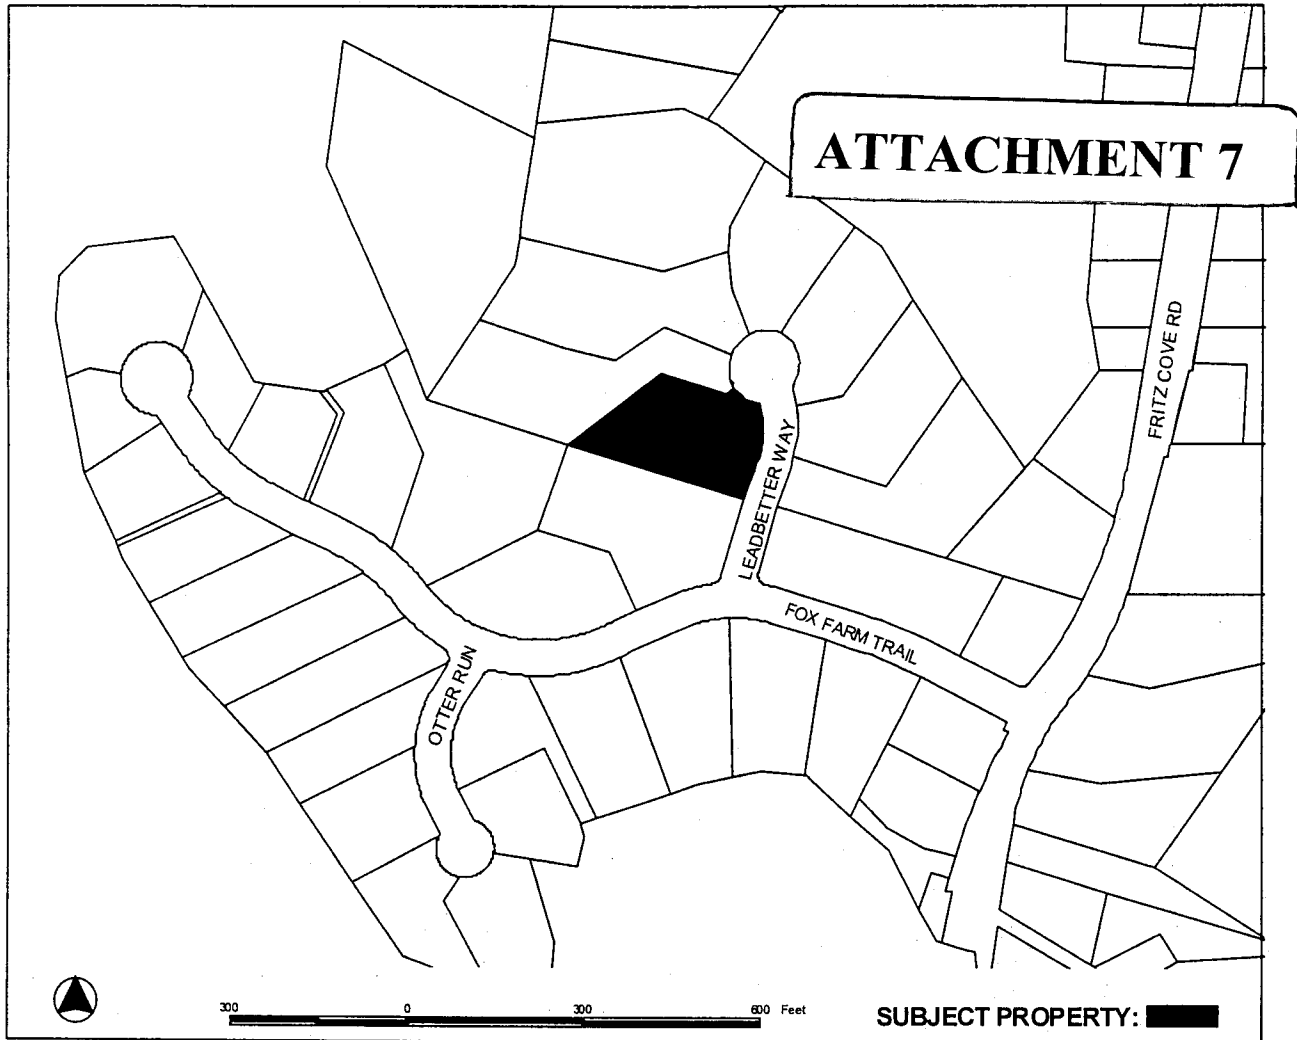 ATTACHMENT 7
FRITZ COVE RD
LEADBETTER WAY
FOX FARM TRAIL
OTTER RUN
300 0 300 600 Feet
SUBJECT PROPERTY: